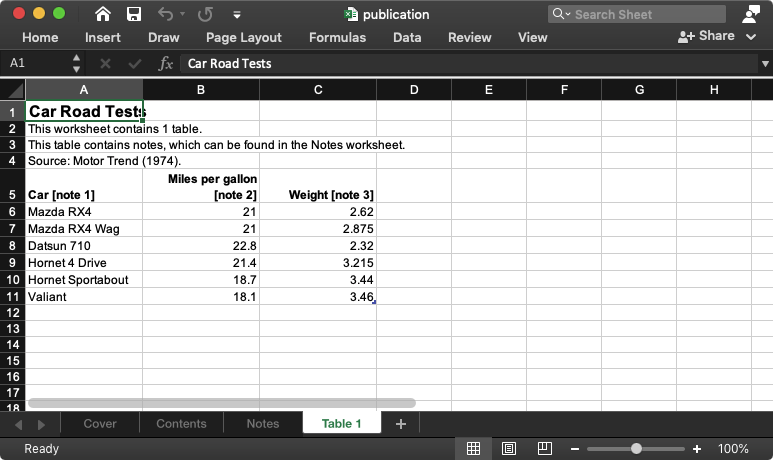 publication
Search Sheet
Home Insert Draw Page Layout Formulas Data Review View Share
A1 fx Car Road Tests
A B C D E F G H
1 Car Road Tests
2 This worksheet contains 1 table.
3 This table contains notes, which can be found in the Notes worksheet.
4 Source: Motor Trend (1974).
Miles per gallon
5 Car [note 1] [note 2] Weight [note 3]
6 Mazda RX4 21 2.62
7 Mazda RX4 Wag 21 2.875
8 Datsun 710 22.8 2.32
9 Hornet 4 Drive 21.4 3.215
10 Hornet Sportabout 18.7 3.44
11 Valiant 18.1 3.46
12
13
14
15
16
17
18
Cover Contents Notes Table 1 +
Ready 100%